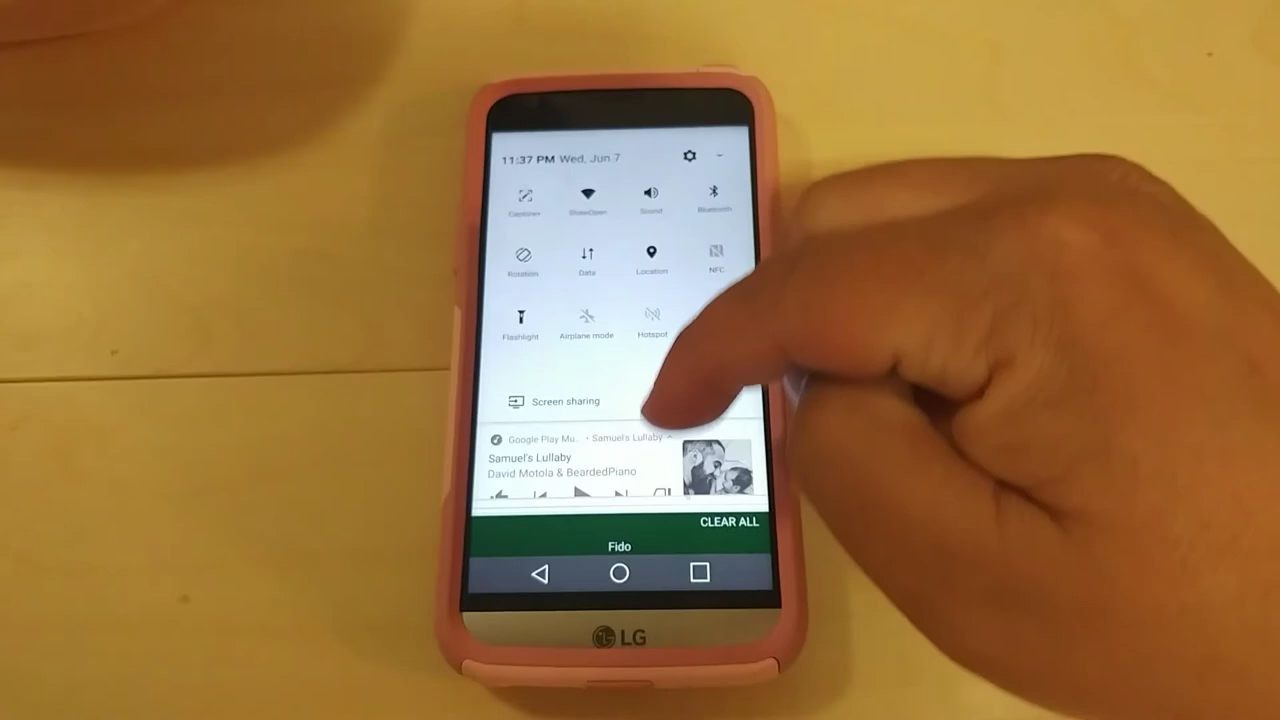 11:37 PM Wed, Jun 7
Capture+ ShawOpen Sound Bluetooth
Rotation Data Location NFC
Flashlight Airplane mode Hotspot
Screen sharing
Google Play Mu.. • Samuel's Lullaby
Samuel's Lullaby
David Motola & BeardedPiano
CLEAR ALL
Fido
LG